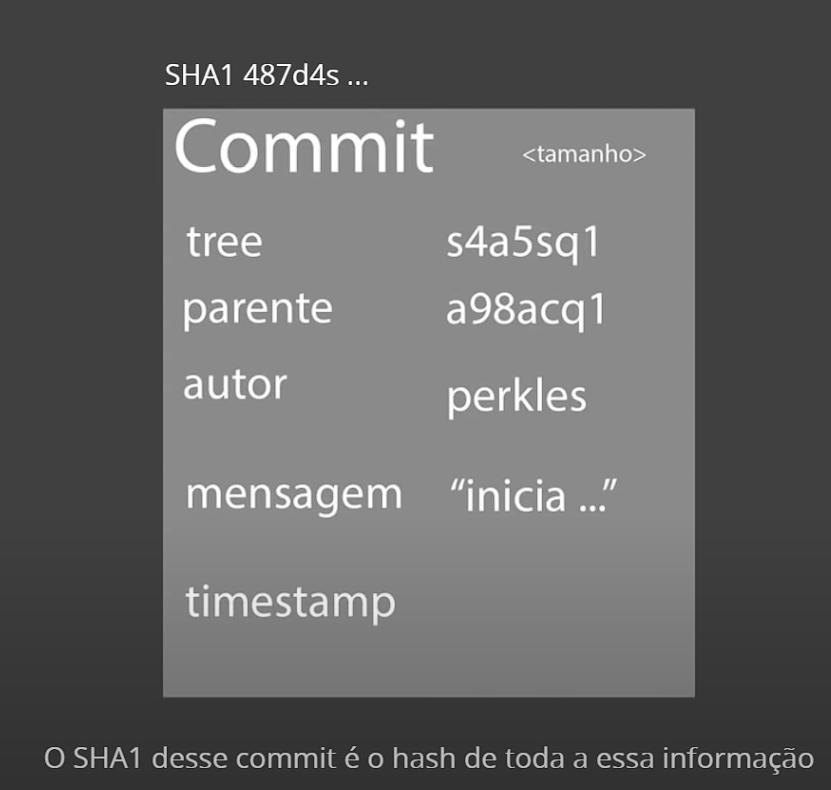 SHA1 487d4s ...
Commit <tamanho>
tree s4a5sq1
parente a98acq1
autor perkles
mensagem “inicia ...”
timestamp
O SHA1 desse commit é o hash de toda a essa informação